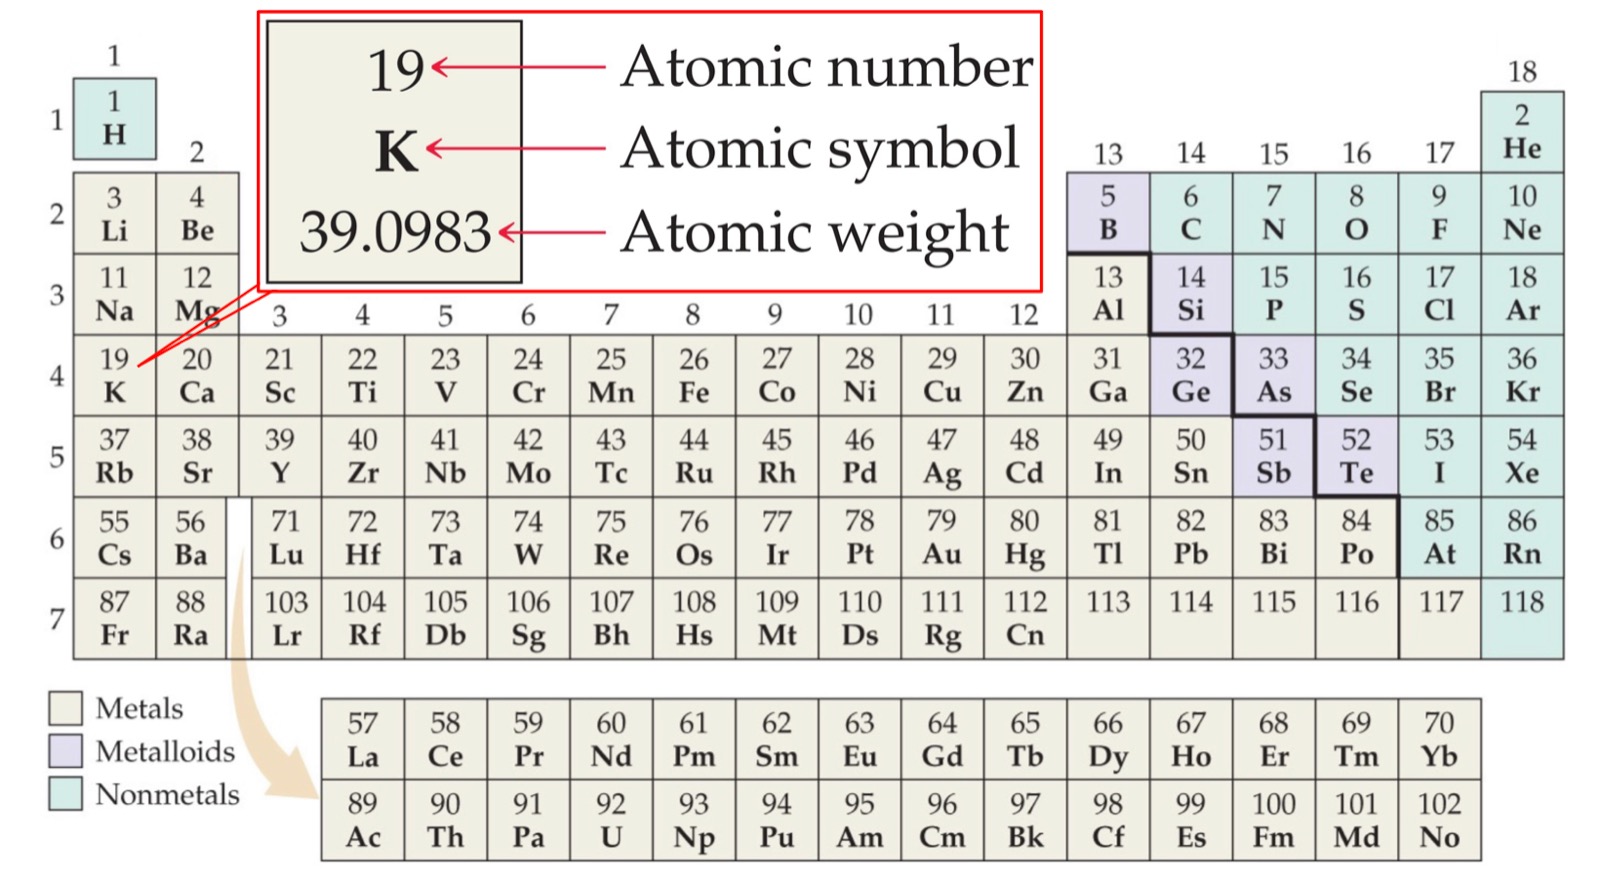 1
18
1
H
1
2
He
2
13 14 15 16 17
19
K
39.0983
Atomic number
Atomic symbol
Atomic weight
2
3 4 5 6 7 8 9 10
Li Be B C N O F Ne
3
11 12 13 14 15 16 17 18
Na Mg Al Si P S Cl Ar
3 4 5 6 7 8 9 10 11 12
4
19 20 21 22 23 24 25 26 27 28 29 30 31 32 33 34 35 36
K Ca Sc Ti V Cr Mn Fe Co Ni Cu Zn Ga Ge As Se Br Kr
5
37 38 39 40 41 42 43 44 45 46 47 48 49 50 51 52 53 54
Rb Sr Y Zr Nb Mo Tc Ru Rh Pd Ag Cd In Sn Sb Te I Xe
6
55 56 71 72 73 74 75 76 77 78 79 80 81 82 83 84 85 86
Cs Ba Lu Hf Ta W Re Os Ir Pt Au Hg Tl Pb Bi Po At Rn
7
87 88 103 104 105 106 107 108 109 110 111 112 113 114 115 116 117 118
Fr Ra Lr Rf Db Sg Bh Hs Mt Ds Rg Cn
Metals
Metalloids
Nonmetals
57 58 59 60 61 62 63 64 65 66 67 68 69 70
La Ce Pr Nd Pm Sm Eu Gd Tb Dy Ho Er Tm Yb
89 90 91 92 93 94 95 96 97 98 99 100 101 102
Ac Th Pa U Np Pu Am Cm Bk Cf Es Fm Md No